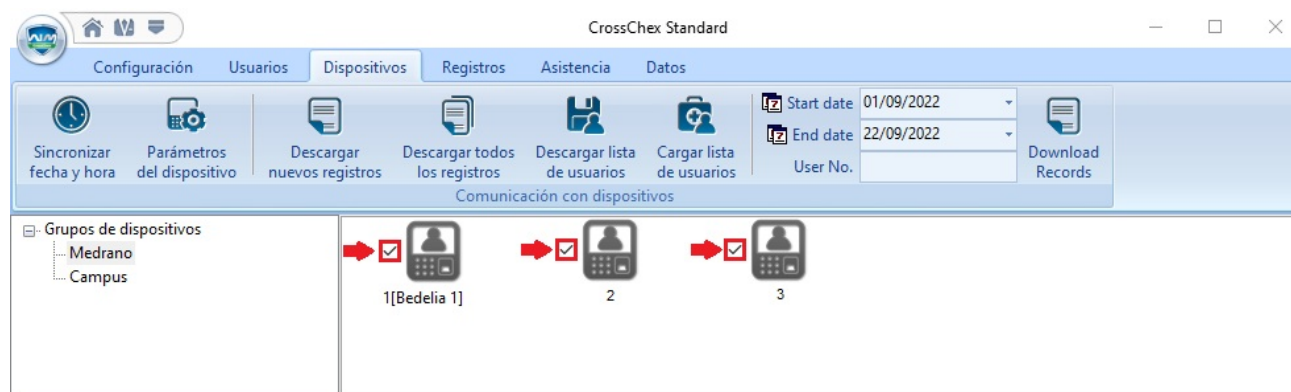 CrossChex Standard
Configuración Usuarios Dispositivos Registros Asistencia Datos
Sincronizar fecha y hora
Parámetros del dispositivo
Descargar nuevos registros
Descargar todos los registros
Descargar lista de usuarios
Cargar lista de usuarios
Start date 01/09/2022
End date 22/09/2022
User No.
Download Records
Comunicación con dispositivos
Grupos de dispositivos
Medrano
Campus
1[Bedelia 1]
2
3